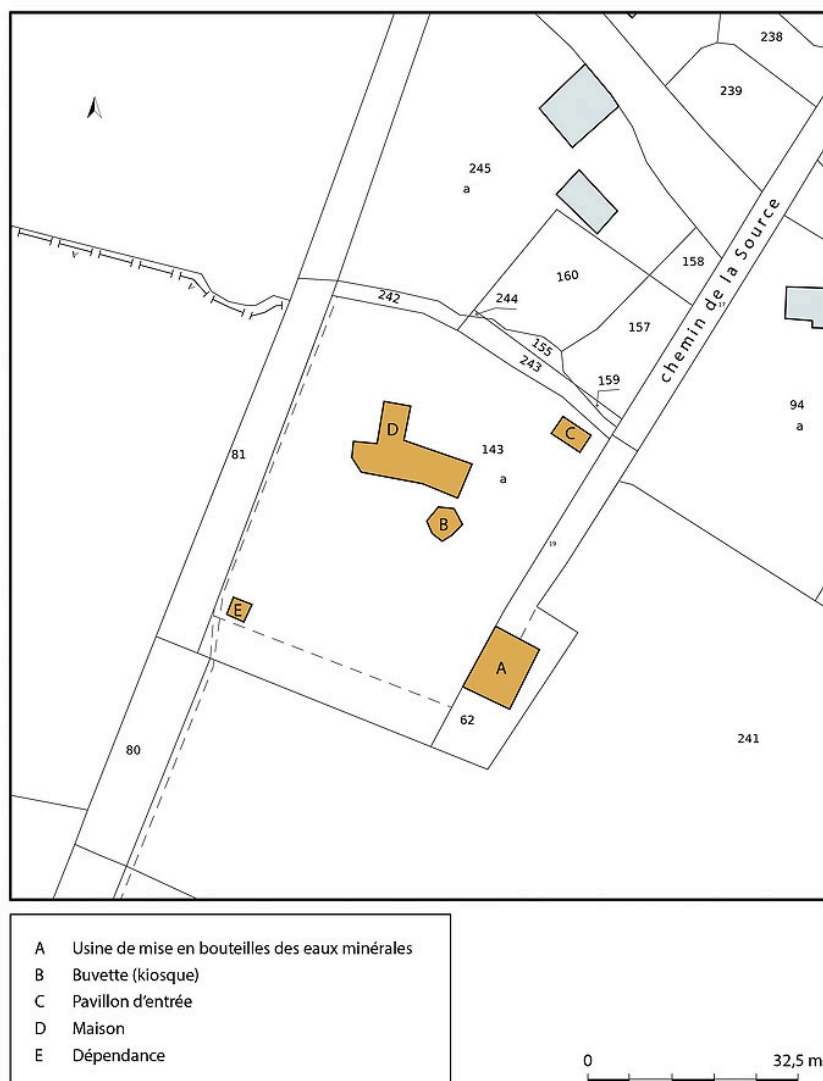 238
239
245
a
160
158
244
242
157
155
243
159
chemin de la Source
17
94
a
81
D
C
143
a
B
19
E
A
62
80
241
A Usine de mise en bouteilles des eaux minérales
B Buvette (kiosque)
C Pavillon d'entrée
D Maison
E Dépendance
0 32,5 m